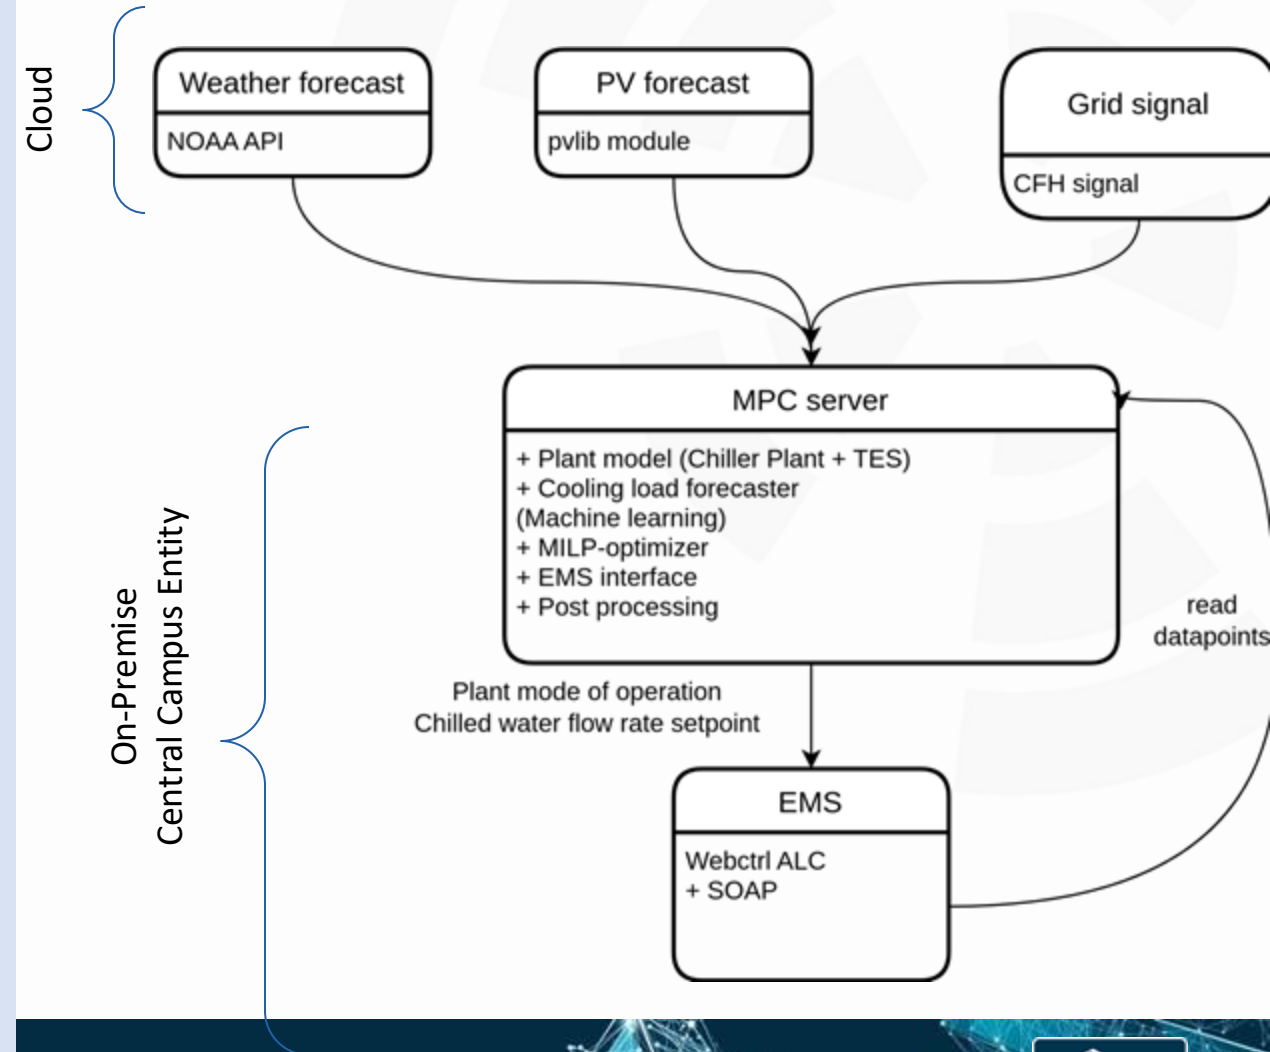 Cloud
Weather forecast
NOAA API
PV forecast
pvlib module
Grid signal
CFH signal
On-Premise
Central Campus Entity
MPC server
+ Plant model (Chiller Plant + TES)
+ Cooling load forecaster
(Machine learning)
+ MILP-optimizer
+ EMS interface
+ Post processing
read
datapoints
Plant mode of operation
Chilled water flow rate setpoint
EMS
Webctrl ALC
+ SOAP